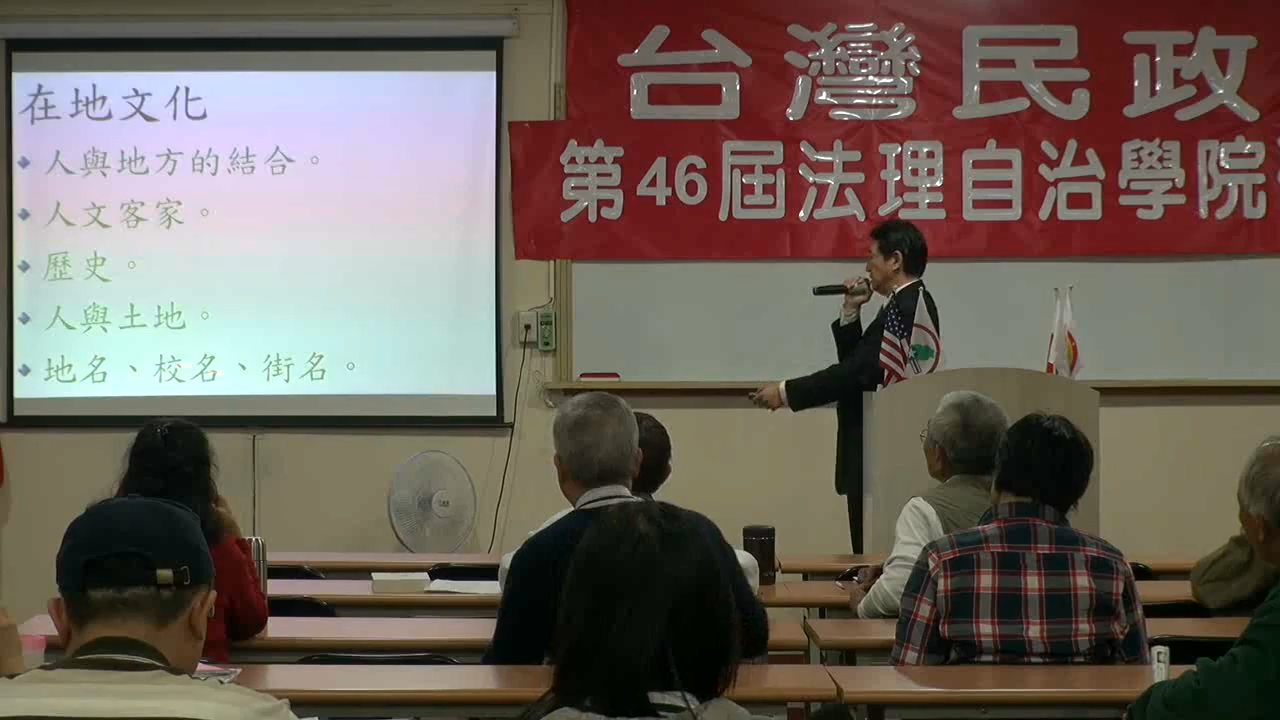 在地文化
人與地方的結合。
人文客家。
歷史。
人與土地。
地名、校名、街名。
台灣民政
第46屆法理自治學院